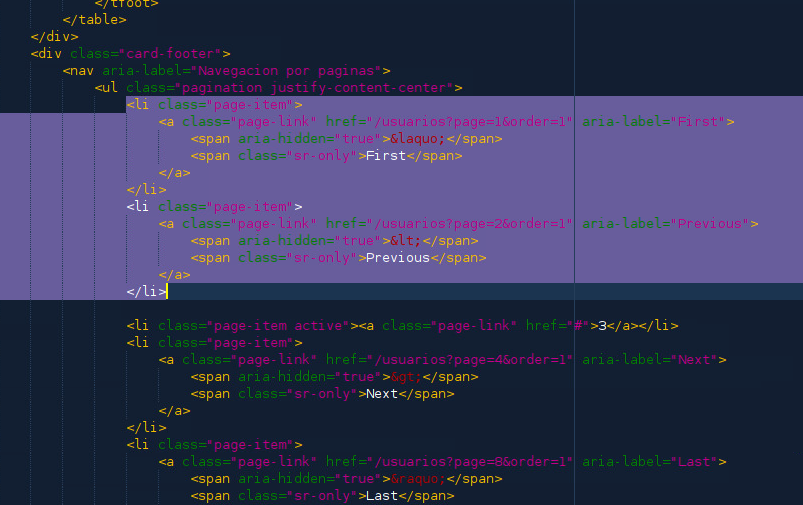 </tfoot>
</table>
</div>
<div class="card-footer">
<nav aria-label="Navegacion por paginas">
<ul class="pagination justify-content-center">
<li class="page-item">
<a class="page-link" href="/usuarios?page=1&order=1" aria-label="First">
<span aria-hidden="true">&laquo;</span>
<span class="sr-only">First</span>
</a>
</li>
<li class="page-item">
<a class="page-link" href="/usuarios?page=2&order=1" aria-label="Previous">
<span aria-hidden="true">&lt;</span>
<span class="sr-only">Previous</span>
</a>
</li>
<li class="page-item active"><a class="page-link" href="#">3</a></li>
<li class="page-item">
<a class="page-link" href="/usuarios?page=4&order=1" aria-label="Next">
<span aria-hidden="true">&gt;</span>
<span class="sr-only">Next</span>
</a>
</li>
<li class="page-item">
<a class="page-link" href="/usuarios?page=8&order=1" aria-label="Last">
<span aria-hidden="true">&raquo;</span>
<span class="sr-only">Last</span>